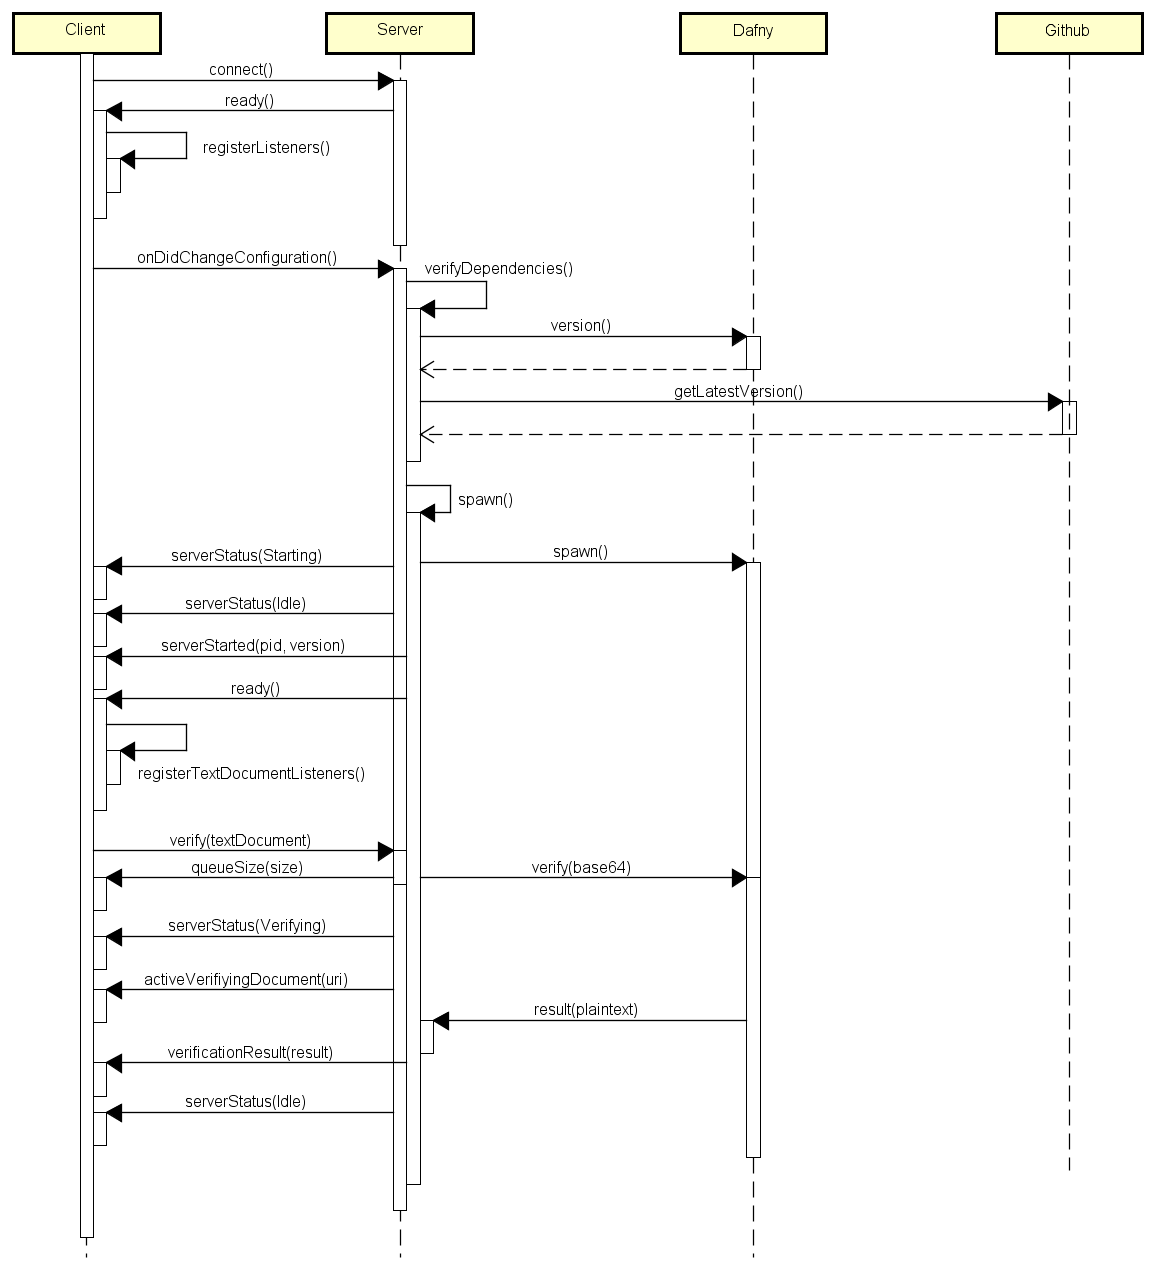 Client
Server
Dafny
Github
connect()
ready()
registerListeners()
onDidChangeConfiguration()
verifyDependencies()
version()
getLatestVersion()
spawn()
serverStatus(Starting)
spawn()
serverStatus(Idle)
serverStarted(pid, version)
ready()
registerTextDocumentListeners()
verify(textDocument)
queueSize(size)
verify(base64)
serverStatus(Verifying)
activeVerifiyingDocument(uri)
result(plaintext)
verificationResult(result)
serverStatus(Idle)